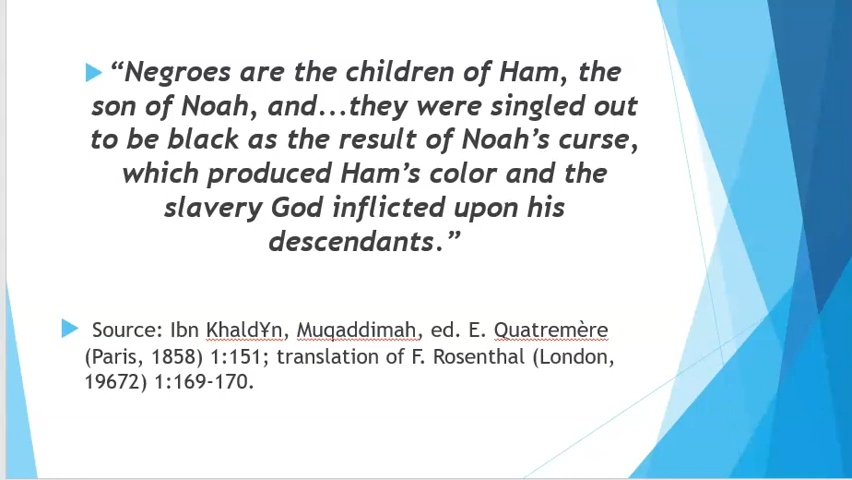 “Negroes are the children of Ham, the
son of Noah, and...they were singled out
to be black as the result of Noah’s curse,
which produced Ham’s color and the
slavery God inflicted upon his
descendants.”
Source: Ibn Khald¥n, Muqaddimah, ed. E. Quatremère
(Paris, 1858) 1:151; translation of F. Rosenthal (London,
19672) 1:169-170.